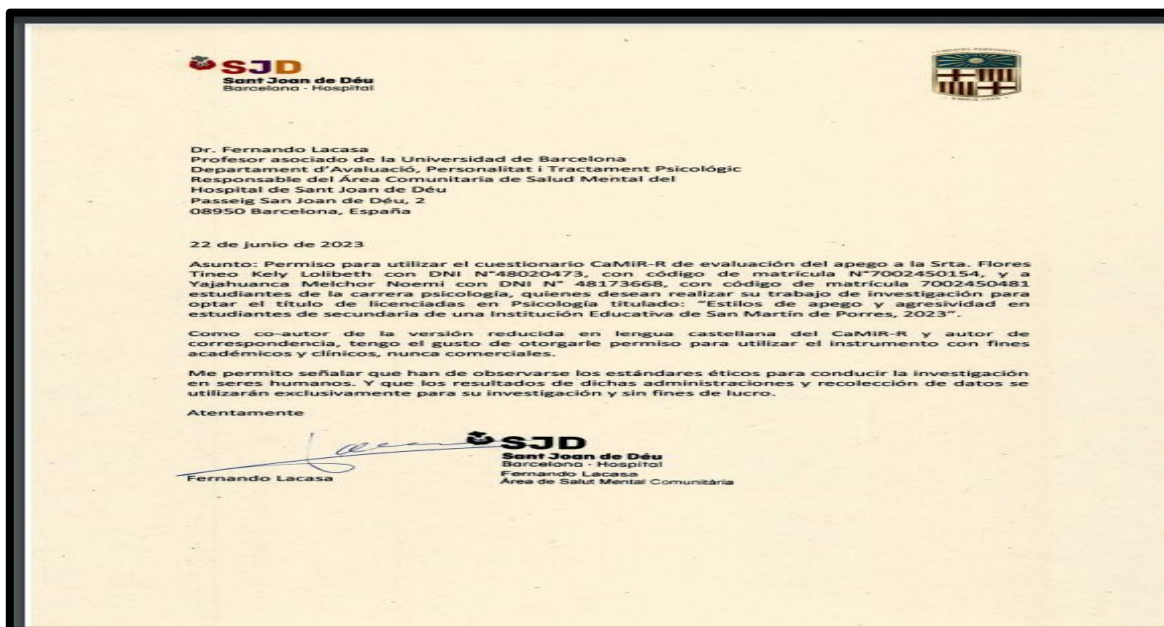 SJD
Sant Joan de Déu
Barcelona - Hospital
Dr. Fernando Lacasa
Profesor asociado de la Universidad de Barcelona
Departament d'Avaluació, Personalitat i Tractament Psicològic
Responsable del Área Comunitaria de Salud Mental del
Hospital de Sant Joan de Déu
Passeig San Joan de Déu, 2
08950 Barcelona, España
22 de junio de 2023
Asunto: Permiso para utilizar el cuestionario CaMiR-R de evaluación del apego a la Srta. Flores
Tineo Kely Lolibeth con DNI N°48020473, con código de matrícula N°7002450154, y a
Yajahuanca Melchor Noemi con DNI N° 48173668, con código de matrícula 7002450481
estudiantes de la carrera psicología, quienes desean realizar su trabajo de investigación para
optar el título de licenciadas en Psicología titulado: "Estilos de apego y agresividad en
estudiantes de secundaria de una Institución Educativa de San Martín de Porres, 2023".
Como co-autor de la versión reducida en lengua castellana del CaMiR-R y autor de
correspondencia, tengo el gusto de otorgarle permiso para utilizar el instrumento con fines
académicos y clínicos, nunca comerciales.
Me permito señalar que han de observarse los estándares éticos para conducir la investigación
en seres humanos. Y que los resultados de dichas administraciones y recolección de datos se
utilizarán exclusivamente para su investigación y sin fines de lucro.
Atentamente
SJD
Sant Joan de Déu
Barcelona - Hospital
Fernando Lacasa
Fernando Lacasa
Área de Salut Mental Comunitària